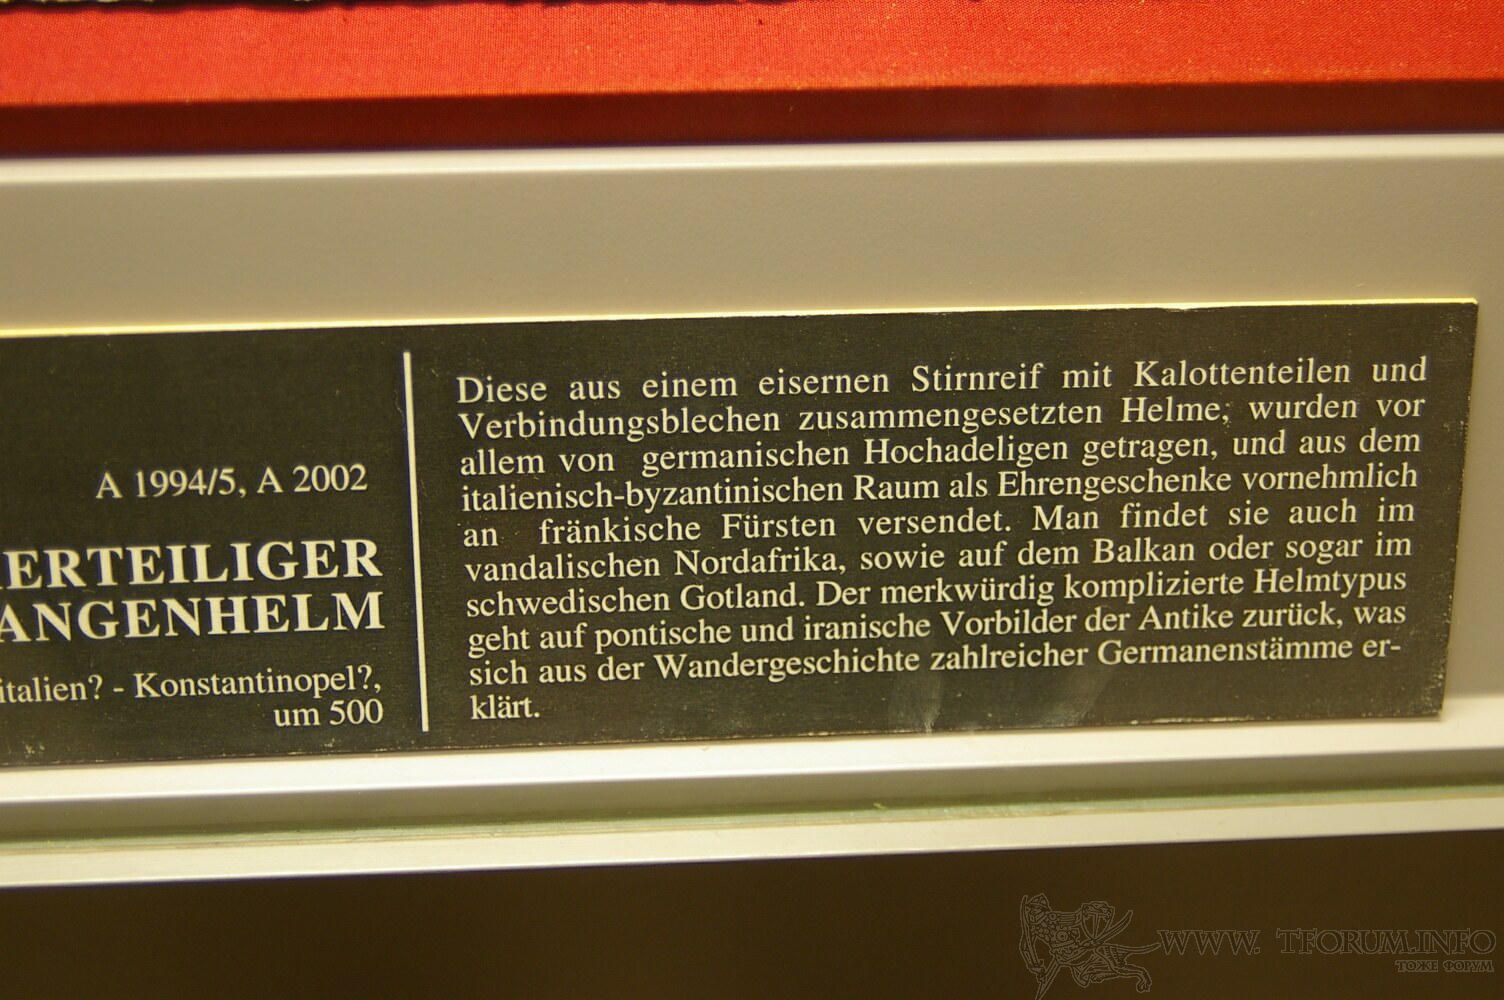 A 1994/5, A 2002
ERTEILIGER
ANGENHELM
italien? - Konstantinopel?,
um 500
Diese aus einem eisernen Stirnreif mit Kalottenteilen und
Verbindungsblechen zusammengesetzten Helme, wurden vor
allem von germanischen Hochadeligen getragen, und aus dem
italienisch-byzantinischen Raum als Ehrengeschenke vornehmlich
an fränkische Fürsten versendet. Man findet sie auch im
vandalischen Nordafrika, sowie auf dem Balkan oder sogar im
schwedischen Gotland. Der merkwürdig komplizierte Helmtypus
geht auf pontische und iranische Vorbilder der Antike zurück, was
sich aus der Wandergeschichte zahlreicher Germanenstämme er-
klärt.
WWW. TFORUM.INFO
ТОЖЕ ФОРУМ